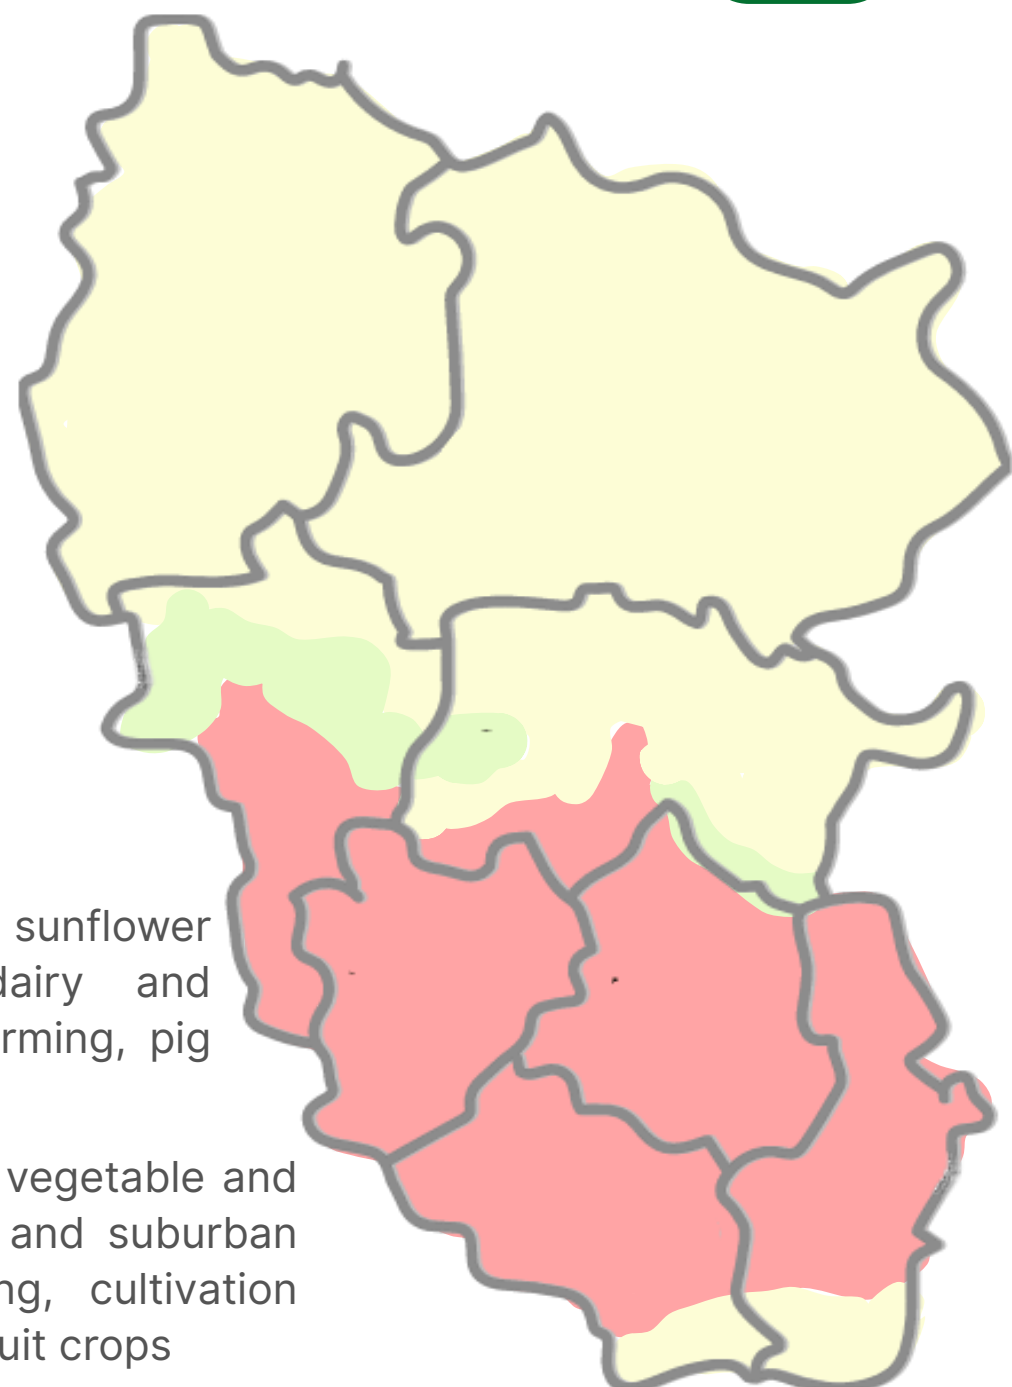 sunflower
dairy and
rming, pig
vegetable and
and suburban
ng, cultivation
uit crops